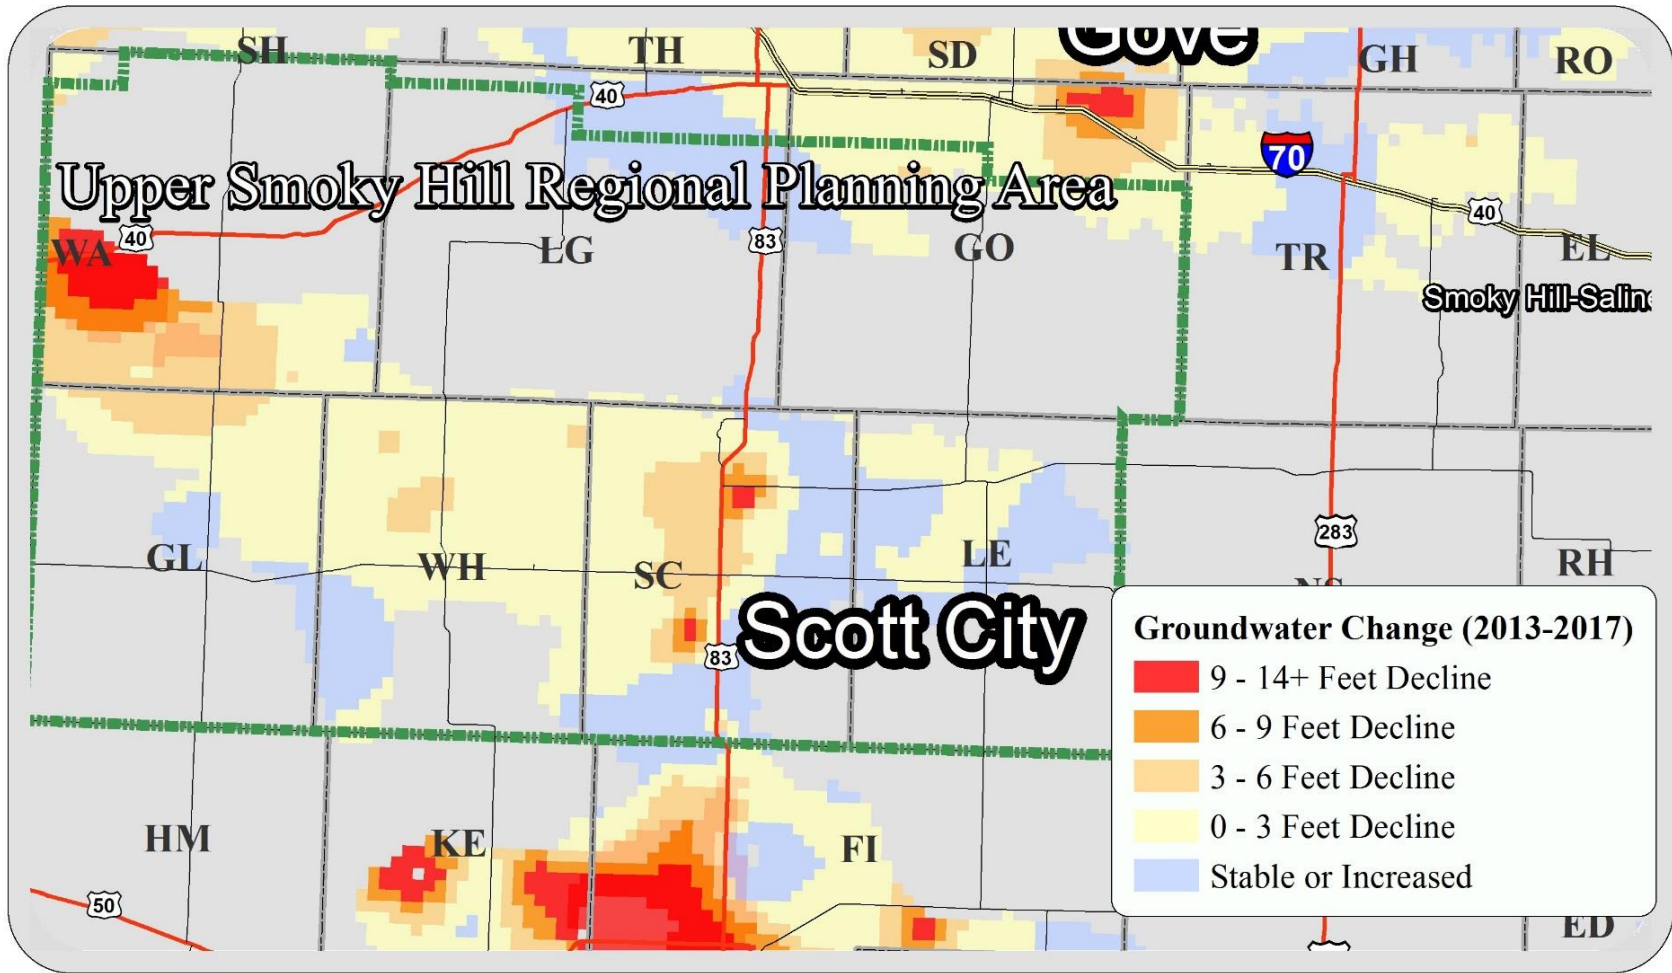 Gove
SH
TH
SD
GH
RO
40
70
Upper Smoky Hill Regional Planning Area
40
40
WA
LG
83
GO
TR
EL
Smoky Hill-Saline
283
GL
WH
SC
LE
RH
NS
Scott City
83
Groundwater Change (2013-2017)
9 - 14+ Feet Decline
6 - 9 Feet Decline
3 - 6 Feet Decline
0 - 3 Feet Decline
Stable or Increased
HM
KE
FI
50
ED